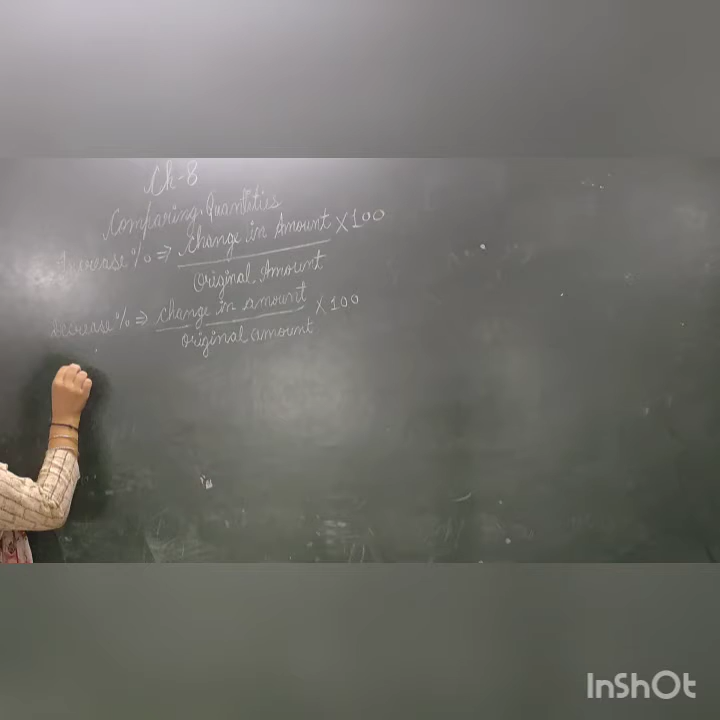 Ch-8
Comparing Quantities
Increase % ⇒ Change in Amount / Original Amount × 100
decrease % ⇒ change in amount / original amount × 100
InShOt